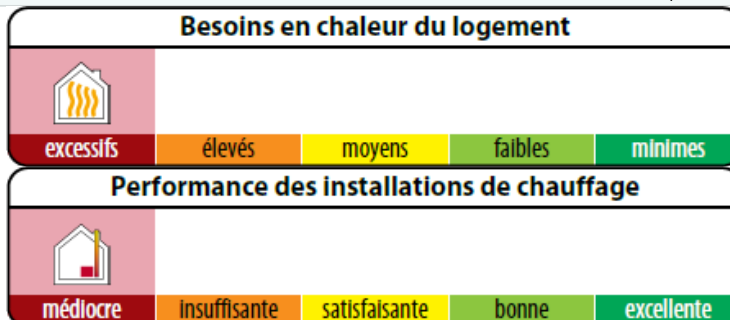 Besoins en chaleur du logement
excessifs élevés moyens faibles minimes
Performance des installations de chauffage
médiocre insuffisante satisfaisante bonne excellente